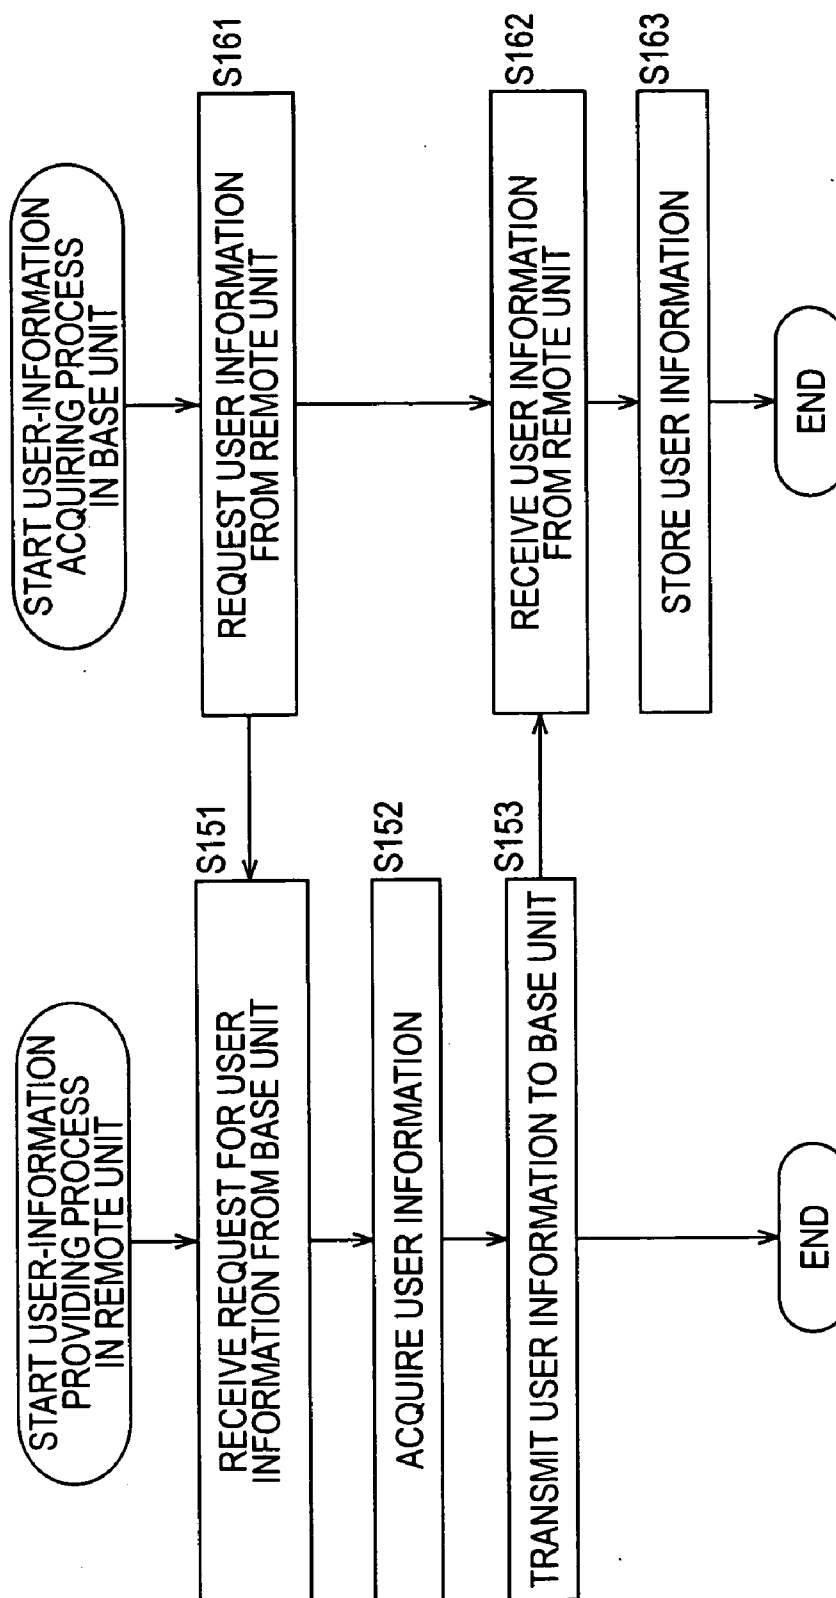 START USER-INFORMATION
PROVIDING PROCESS
IN REMOTE UNIT
S151
RECEIVE REQUEST FOR USER
INFORMATION FROM BASE UNIT
S152
ACQUIRE USER INFORMATION
S153
TRANSMIT USER INFORMATION TO BASE UNIT
END
START USER-INFORMATION
ACQUIRING PROCESS
IN BASE UNIT
S161
REQUEST USER INFORMATION
FROM REMOTE UNIT
S162
RECEIVE USER INFORMATION
FROM REMOTE UNIT
S163
STORE USER INFORMATION
END